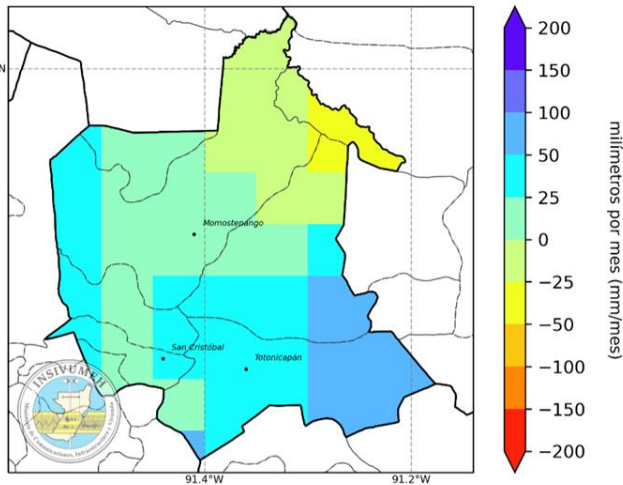 N
Momostenango
San Cristóbal
Totonicapán
INSIVUMEH
91.4°W
91.2°W
200
150
100
50
25
0
−25
−50
−100
−150
−200
milímetros por mes (mm/mes)